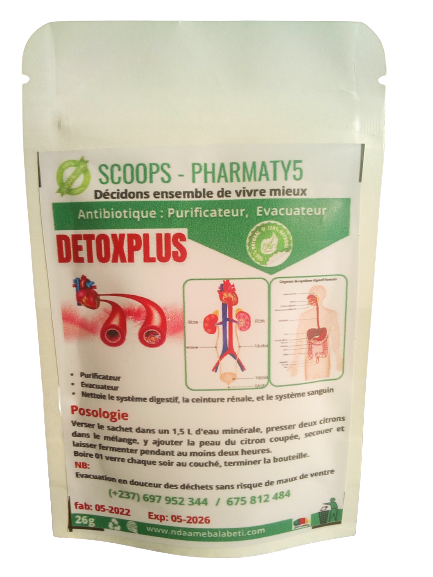 SCOOPS - PHARMATY5
Décidons ensemble de vivre mieux
Antibiotique : Purificateur, Evacuateur
DETOXPLUS
• Purificateur
• Evacuateur
• Nettoie le système digestif, la ceinture rénale, et le système sanguin
Posologie
Verser le sachet dans un 1,5 L d'eau minérale, presser deux citrons
dans le mélange, y ajouter la peau du citron coupée, secouer et
laisser fermenter pendant au moins deux heures.
Boire 01 verre chaque soir au couché, terminer la bouteille.
NB:
Evacuation en douceur des déchets sans risque de maux de ventre
(+237) 697 952 344 / 675 812 484
fab: 05-2022 Exp: 05-2026
26g
www.ndaamebalabeti.com